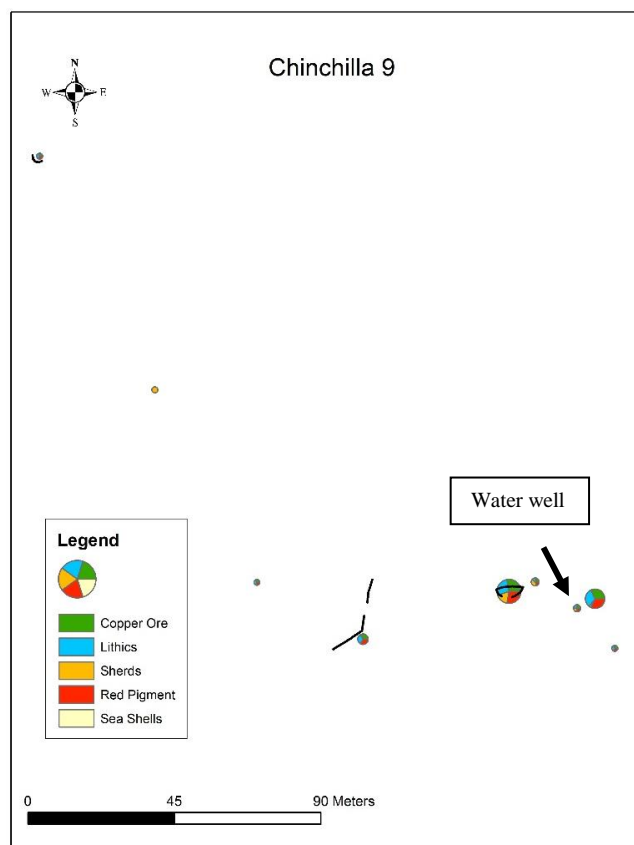 Chinchilla 9
N
W E
S
Water well
Legend
Copper Ore
Lithics
Sherds
Red Pigment
Sea Shells
0 45 90 Meters